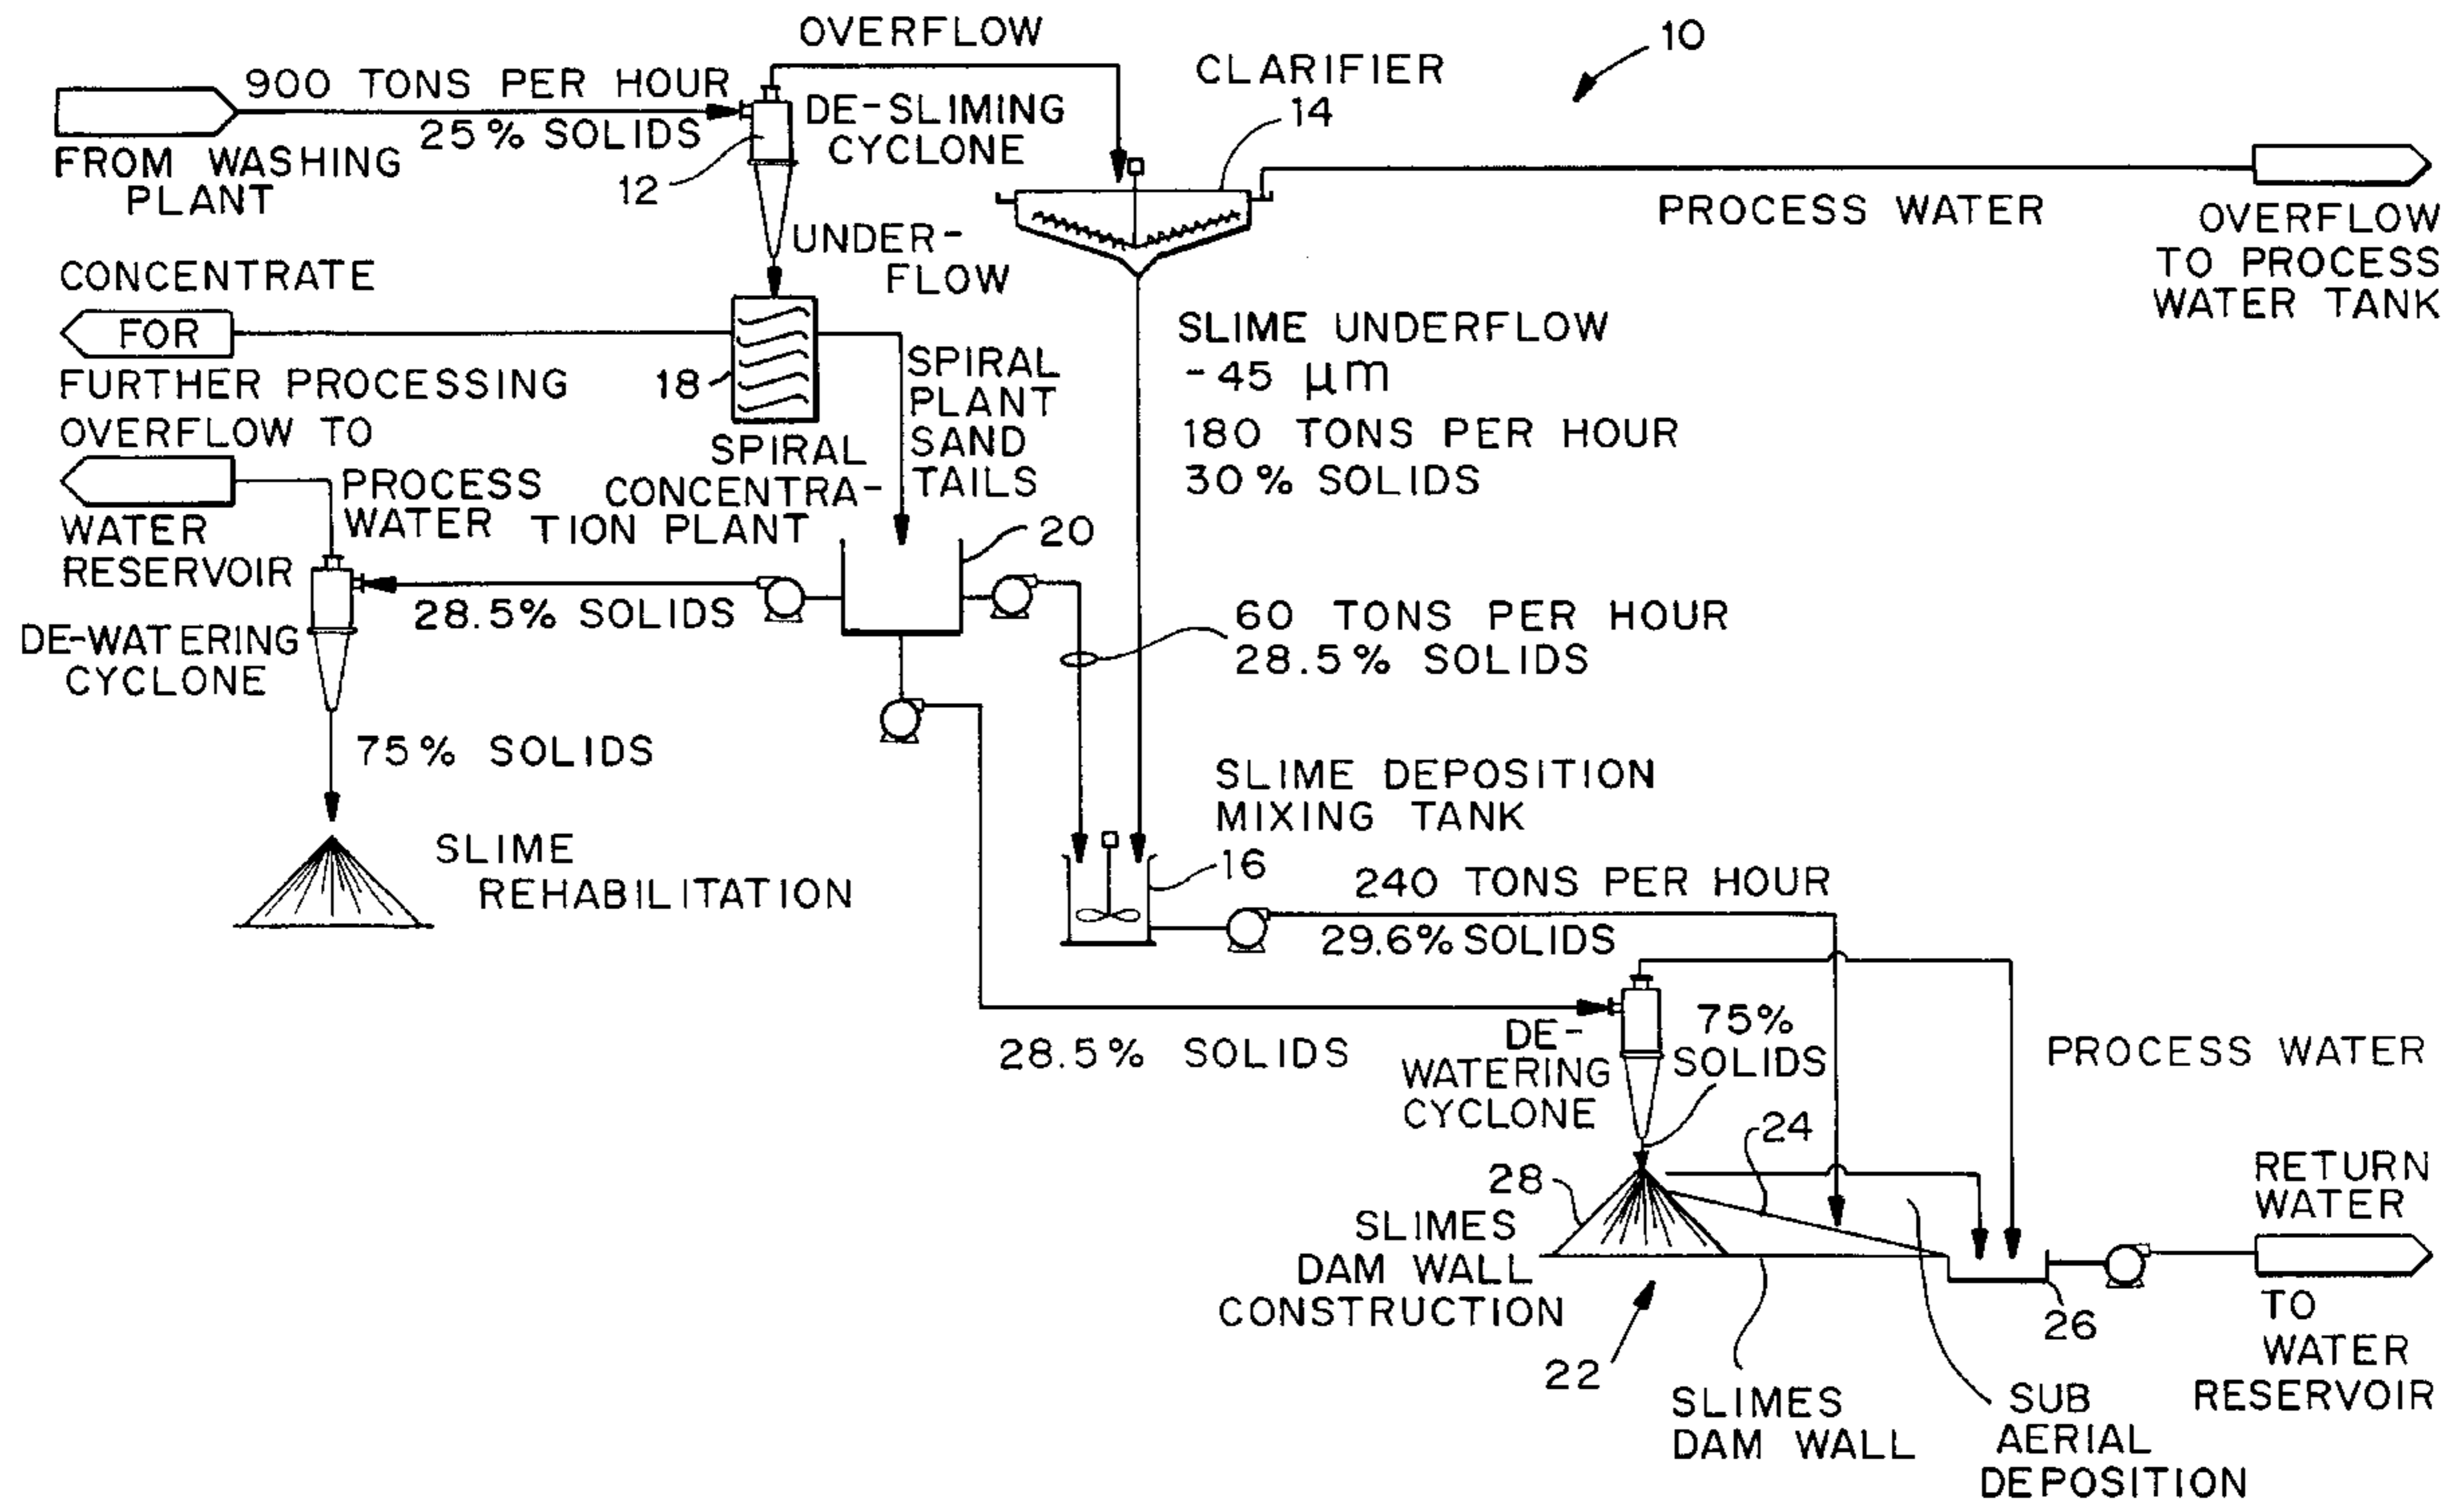 OVERFLOW
10
900 TONS PER HOUR
25% SOLIDS
FROM WASHING
PLANT
DE-SLIMING
CYCLONE
12
CLARIFIER
14
PROCESS WATER
OVERFLOW
TO PROCESS
WATER TANK
UNDER-
FLOW
CONCENTRATE
FOR
FURTHER PROCESSING
18
SPIRAL
PLANT
SAND
TAILS
SLIME UNDERFLOW
-45 μm
180 TONS PER HOUR
30% SOLIDS
OVERFLOW TO
WATER
RESERVOIR
PROCESS
WATER
SPIRAL
CONCENTRA-
TION PLANT
20
28.5% SOLIDS
DE-WATERING
CYCLONE
60 TONS PER HOUR
28.5% SOLIDS
75% SOLIDS
SLIME
REHABILITATION
SLIME DEPOSITION
MIXING TANK
16
240 TONS PER HOUR
29.6% SOLIDS
28.5% SOLIDS
DE-
WATERING
CYCLONE
75%
SOLIDS
PROCESS WATER
24
28
SLIMES
DAM WALL
CONSTRUCTION
22
SLIMES
DAM WALL
SUB
AERIAL
DEPOSITION
26
RETURN
WATER
TO
WATER
RESERVOIR